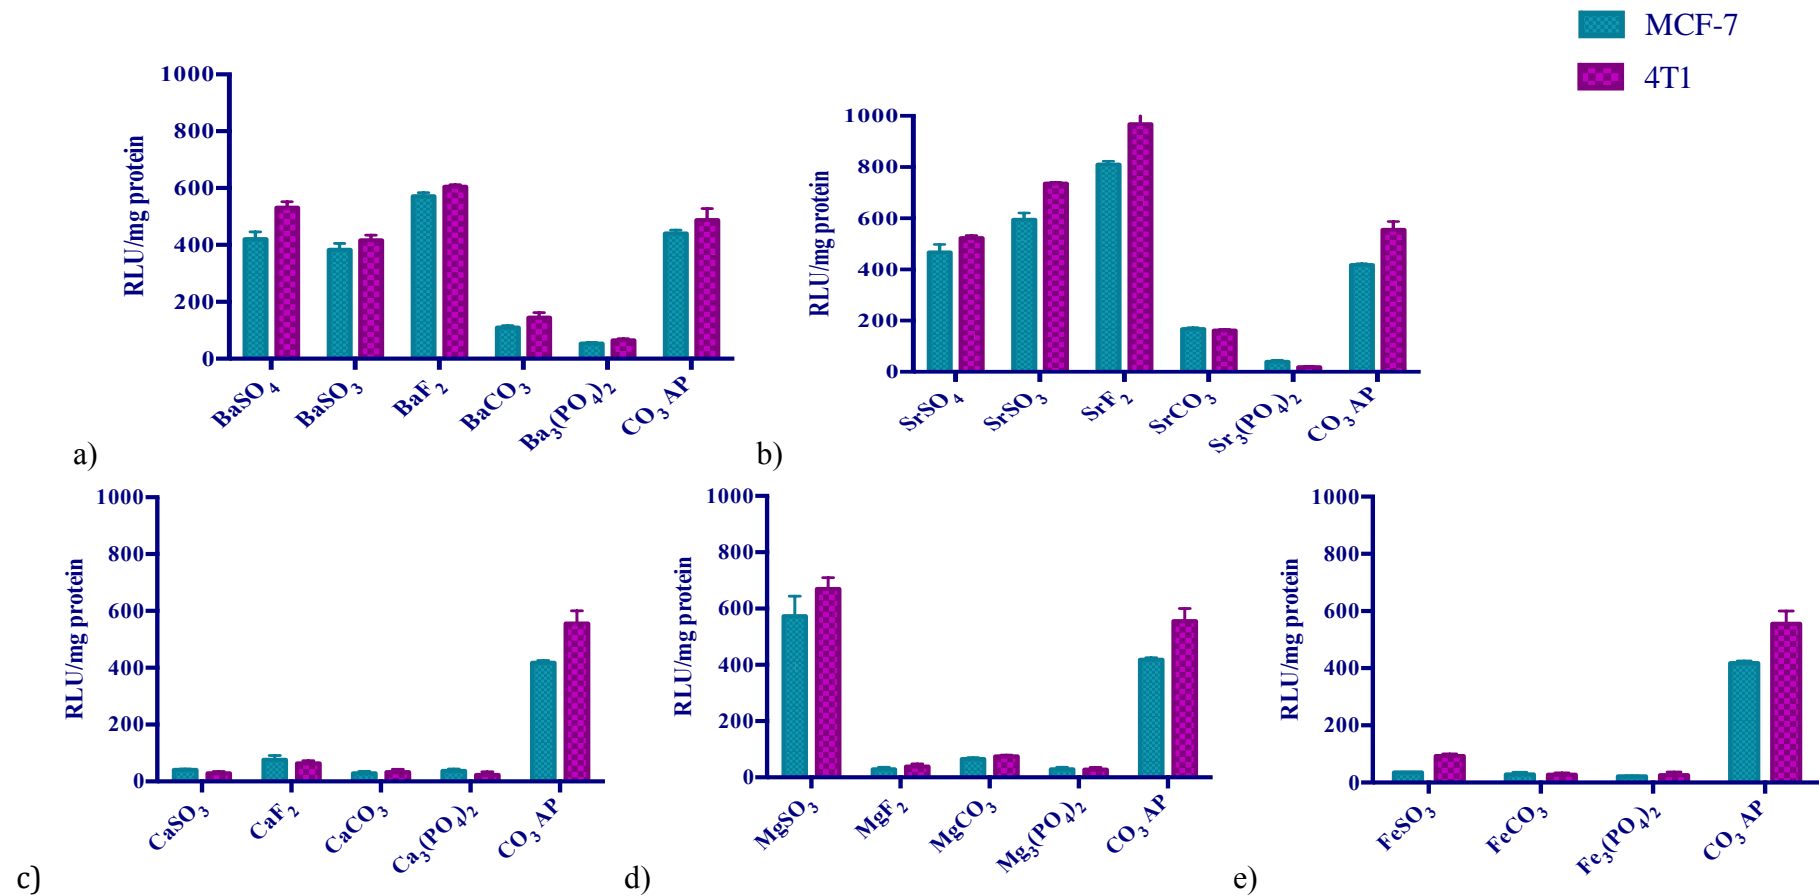 MCF-7
4T1
1000
800
600
400
200
0
RLU/mg protein
BaSO4
BaSO3
BaF2
BaCO3
Ba3(PO4)2
CO3 AP
a)
1000
800
600
400
200
0
RLU/mg protein
SrSO4
SrSO3
SrF2
SrCO3
Sr3(PO4)2
CO3 AP
b)
1000
800
600
400
200
0
RLU/mg protein
CaSO3
CaF2
CaCO3
Ca3(PO4)2
CO3 AP
c)
1000
800
600
400
200
0
RLU/mg protein
MgSO3
MgF2
MgCO3
Mg3(PO4)2
CO3 AP
d)
1000
800
600
400
200
0
RLU/mg protein
FeSO3
FeCO3
Fe3(PO4)2
CO3 AP
e)